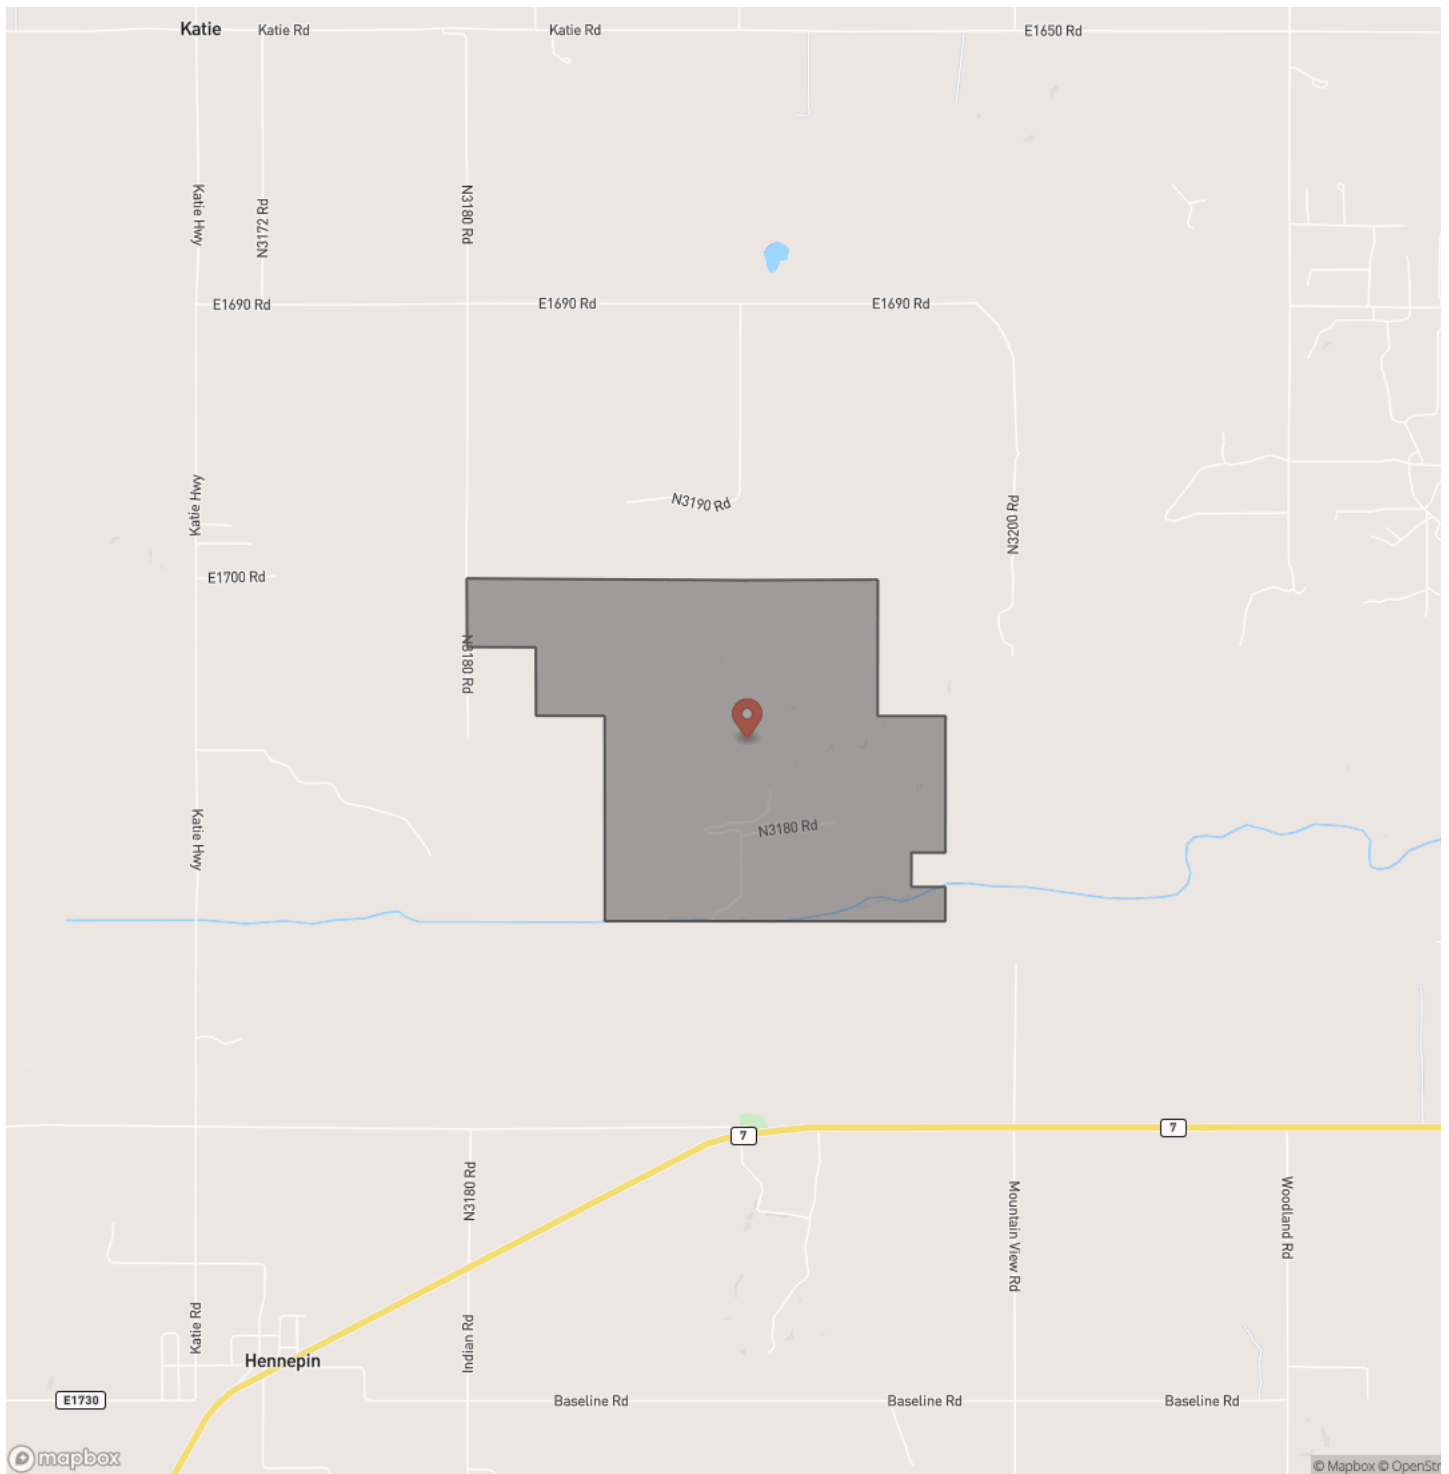 Katie
Katie Rd
Katie Rd
E1650 Rd
Katie Hwy
N3172 Rd
N3180 Rd
E1690 Rd
E1690 Rd
E1690 Rd
Katie Hwy
N3190 Rd
N3200 Rd
E1700 Rd
N3180 Rd
Katie Hwy
N3180 Rd
7
7
N3180 Rd
Mountain View Rd
Woodland Rd
Katie Rd
Indian Rd
Hennepin
E1730
Baseline Rd
Baseline Rd
Baseline Rd
mapbox
© Mapbox © OpenStr